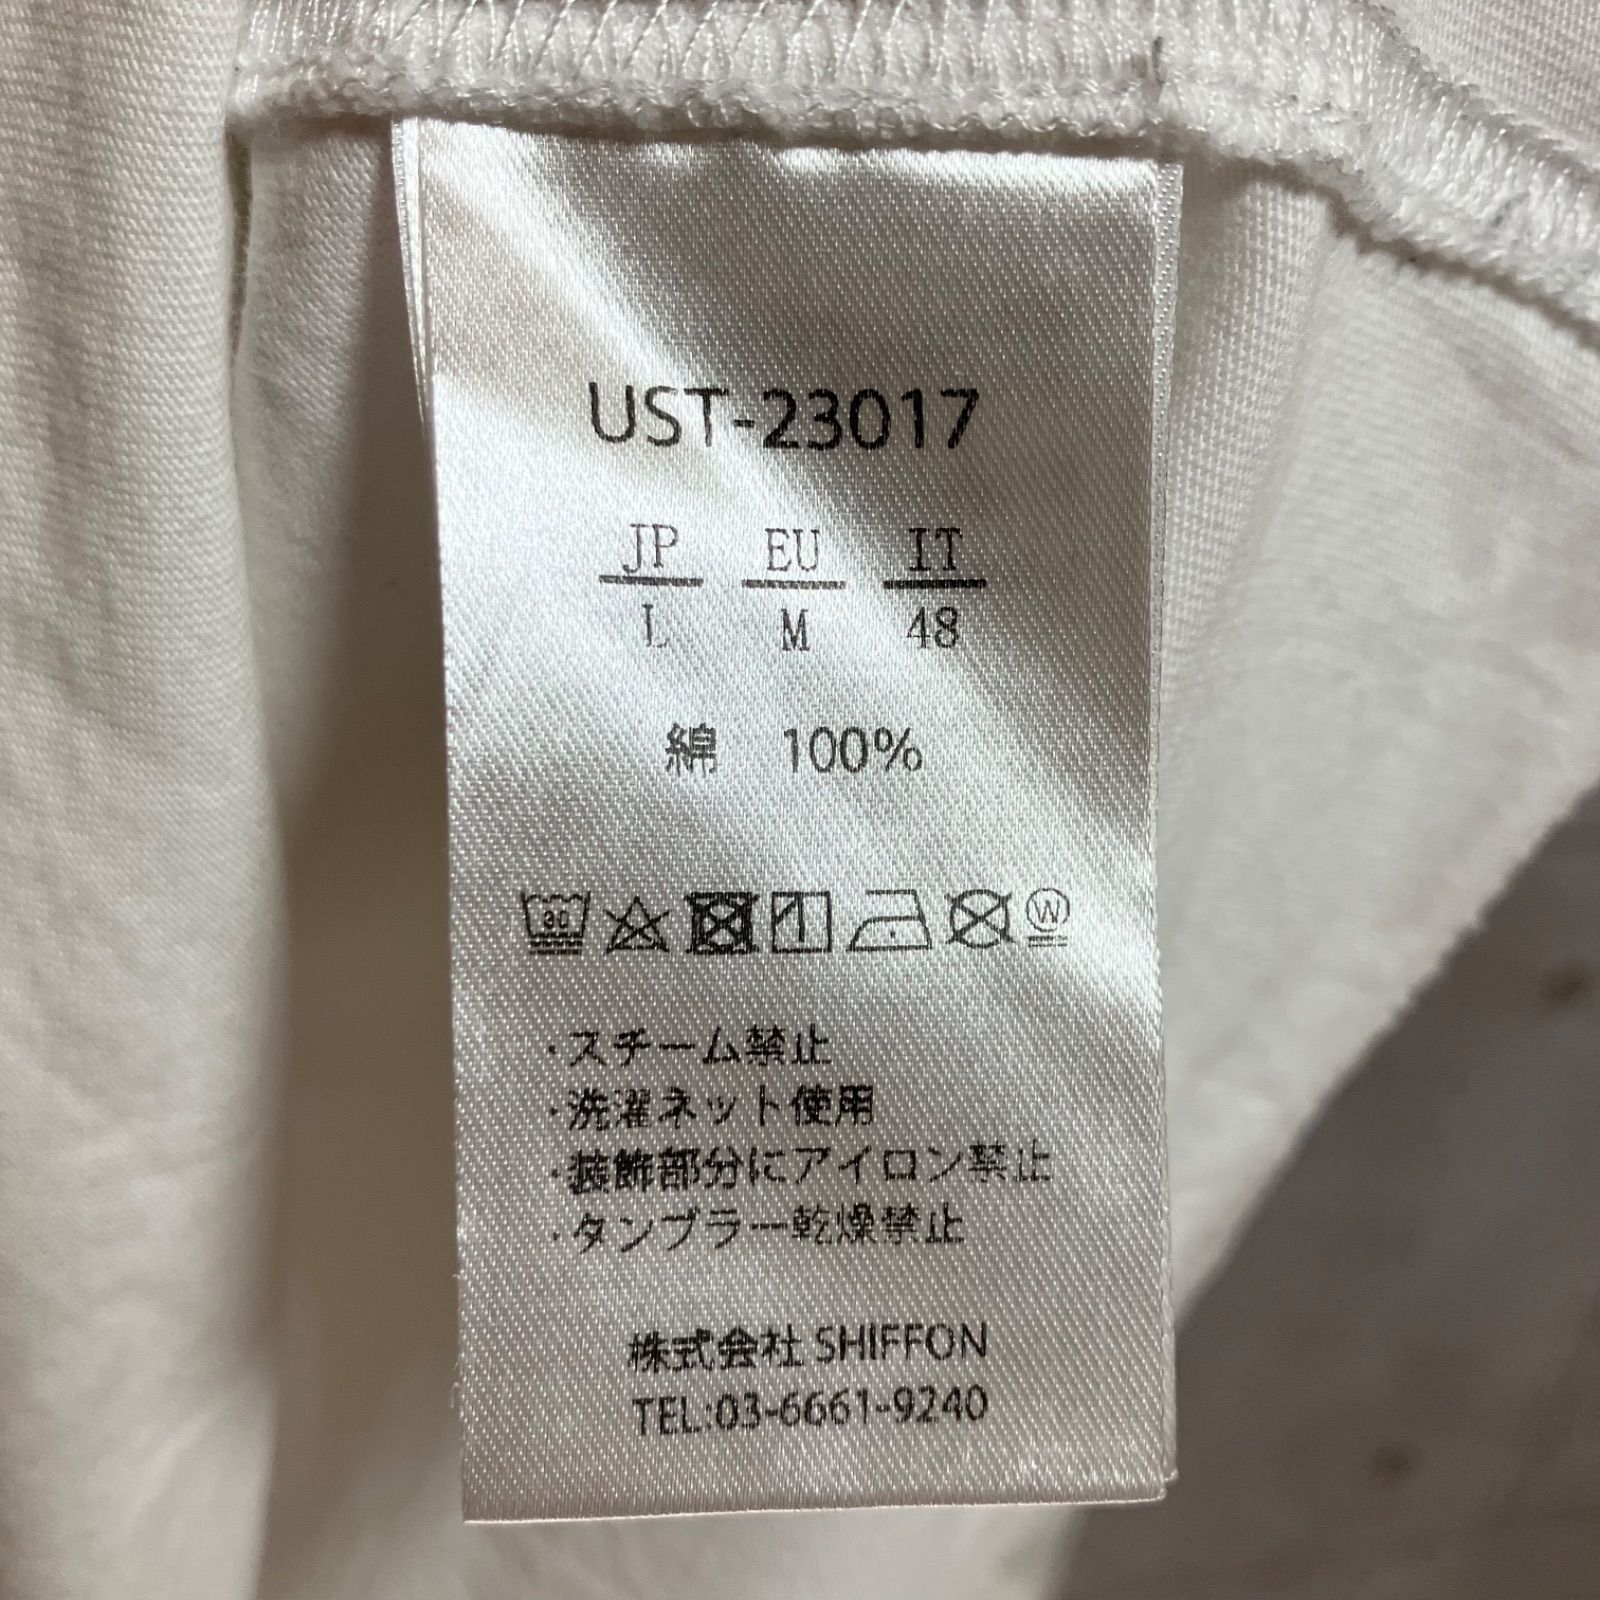 UST-23017
JP EU IT
L M 48
綿 100%
30 W
・スチーム禁止
・洗濯ネット使用
・装飾部分にアイロン禁止
・タンブラー乾燥禁止
株式会社 SHIFFON
TEL:03-6661-9240